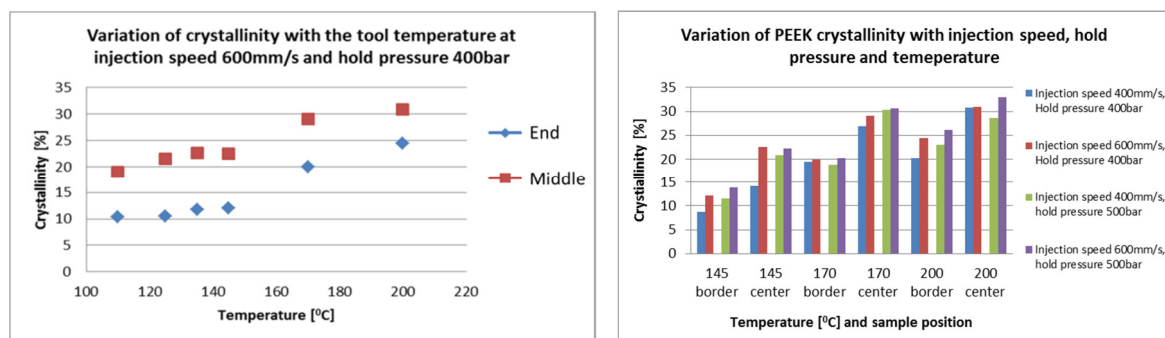 Variation of crystallinity with the tool temperature at
injection speed 600mm/s and hold pressure 400bar
35
30
25
20
15
10
5
0
Crystallinity [%]
100 120 140 160 180 200 220
Temperature [⁰C]
End
Middle
Variation of PEEK crystallinity with injection speed, hold
pressure and temeperature
35
30
25
20
15
10
5
0
Crystiallinity [%]
145 145 170 170 200 200
border center border center border center
Temperature [⁰C] and sample position
Injection speed 400mm/s,
Hold pressure 400bar
Injection speed 600mm/s,
Hold pressure 400bar
Injection speed 400mm/s,
hold pressure 500bar
Injection speed 600mm/s,
hold pressure 500bar